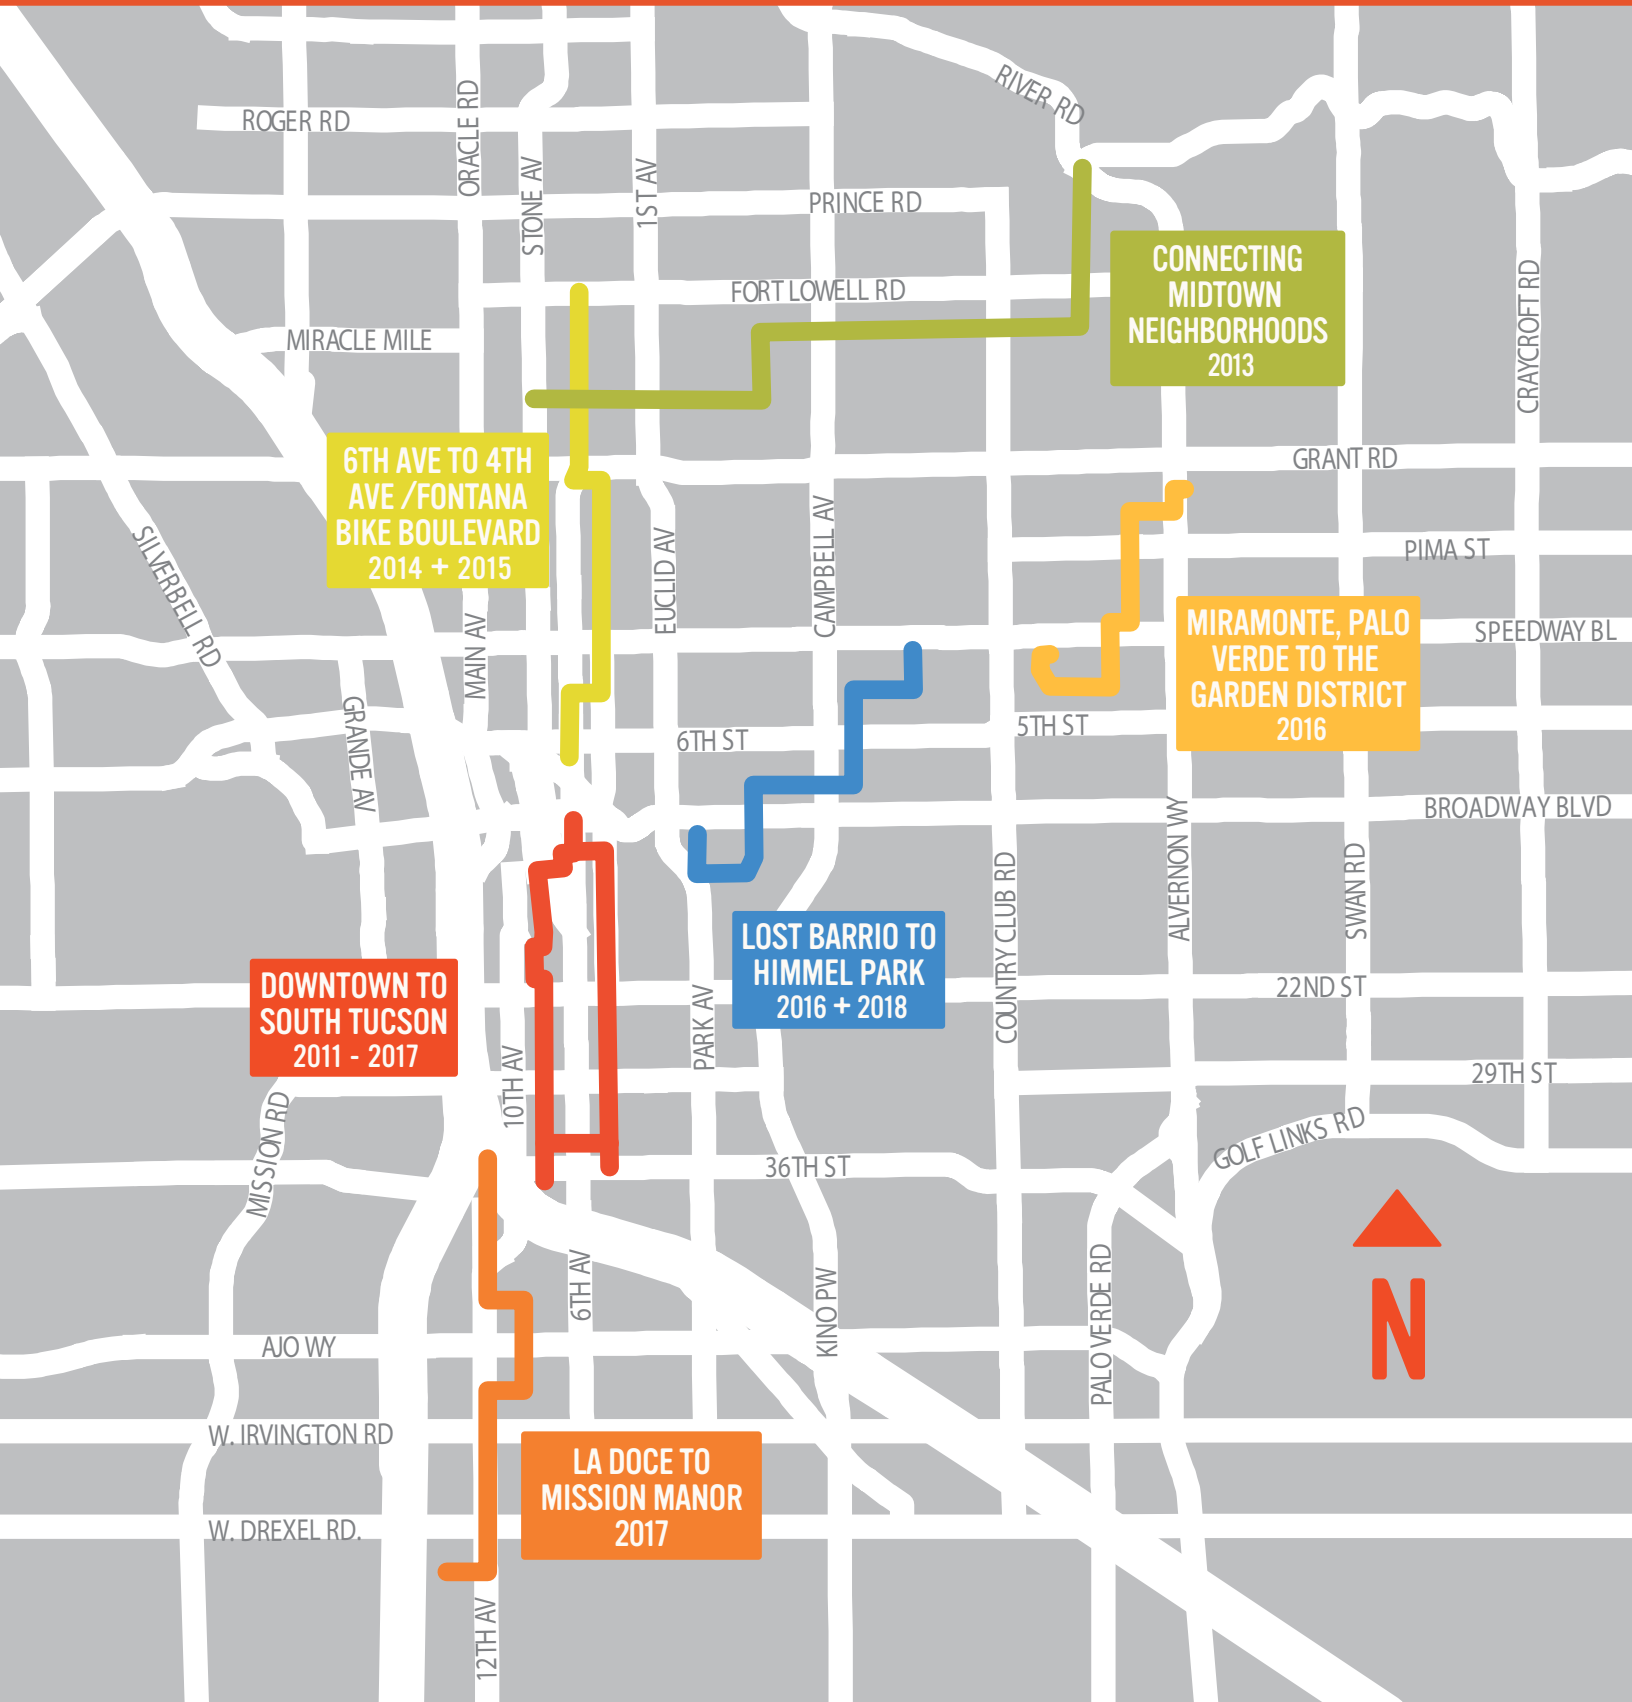 RIVER RD
ROGER RD
ORACLE RD
STONE AV
1ST AV
PRINCE RD
CONNECTING
MIDTOWN
NEIGHBORHOODS
2013
FORT LOWELL RD
MIRACLE MILE
CRAYCROFT RD
6TH AVE TO 4TH
AVE /FONTANA
BIKE BOULEVARD
2014 + 2015
GRANT RD
SILVERBELL RD
EUCLID AV
CAMPBELL AV
PIMA ST
MAIN AV
MIRAMONTE, PALO
VERDE TO THE
GARDEN DISTRICT
2016
SPEEDWAY BL
GRANDE AV
6TH ST
5TH ST
BROADWAY BLVD
ALVERNON WY
SWAN RD
COUNTRY CLUB RD
LOST BARRIO TO
HIMMEL PARK
2016 + 2018
DOWNTOWN TO
SOUTH TUCSON
2011 - 2017
22ND ST
PARK AV
10TH AV
29TH ST
MISSION RD
GOLF LINKS RD
36TH ST
6TH AV
KINO PW
PALO VERDE RD
N
AJO WY
W. IRVINGTON RD
LA DOCE TO
MISSION MANOR
2017
W. DREXEL RD.
12TH AV